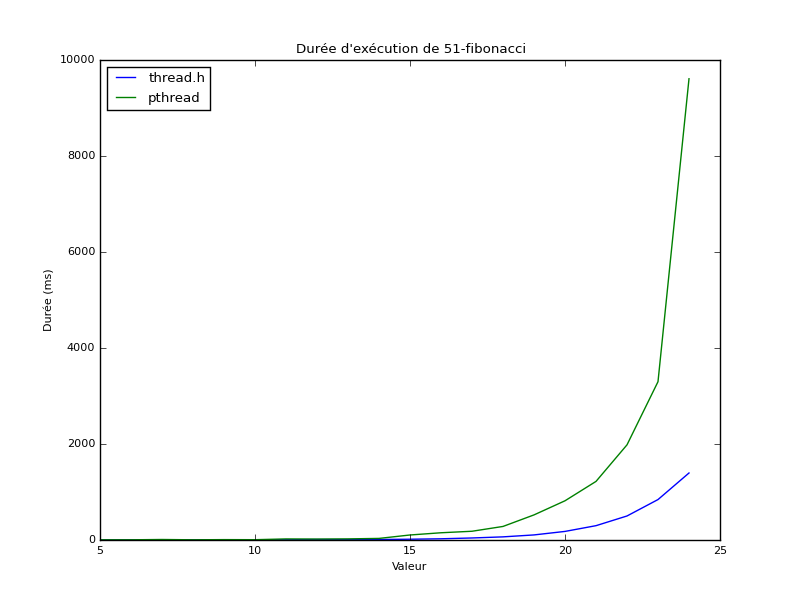 Durée d'exécution de 51-fibonacci
thread.h
pthread
10000
8000
6000
4000
2000
0
Durée (ms)
5
10
15
20
25
Valeur